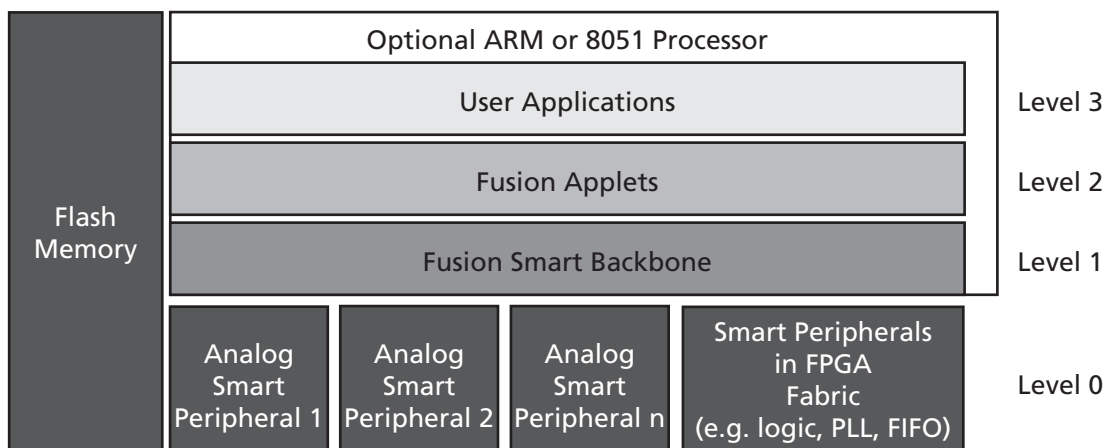 Optional ARM or 8051 Processor
User Applications
Level 3
Fusion Applets
Level 2
Flash
Memory
Fusion Smart Backbone
Level 1
Analog
Smart
Peripheral 1
Analog
Smart
Peripheral 2
Analog
Smart
Peripheral n
Smart Peripherals
in FPGA
Fabric
(e.g. logic, PLL, FIFO)
Level 0